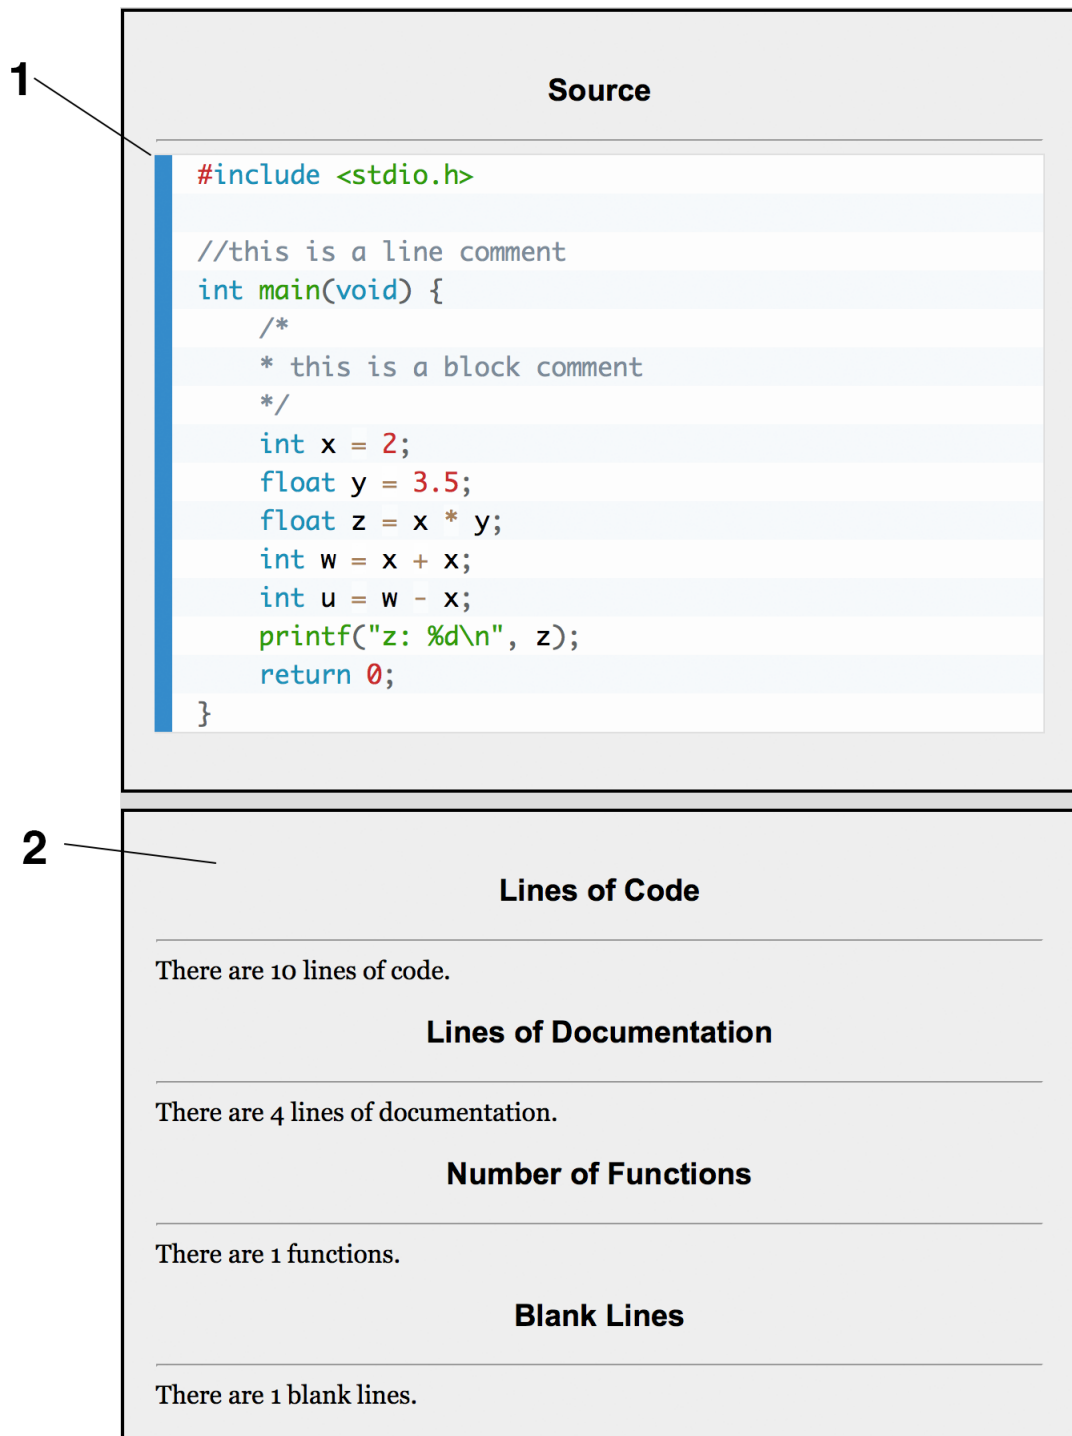 1
Source
#include <stdio.h>
//this is a line comment
int main(void) {
    /*
    * this is a block comment
    */
    int x = 2;
    float y = 3.5;
    float z = x * y;
    int w = x + x;
    int u = w - x;
    printf("z: %d\n", z);
    return 0;
}
2
Lines of Code
There are 10 lines of code.
Lines of Documentation
There are 4 lines of documentation.
Number of Functions
There are 1 functions.
Blank Lines
There are 1 blank lines.